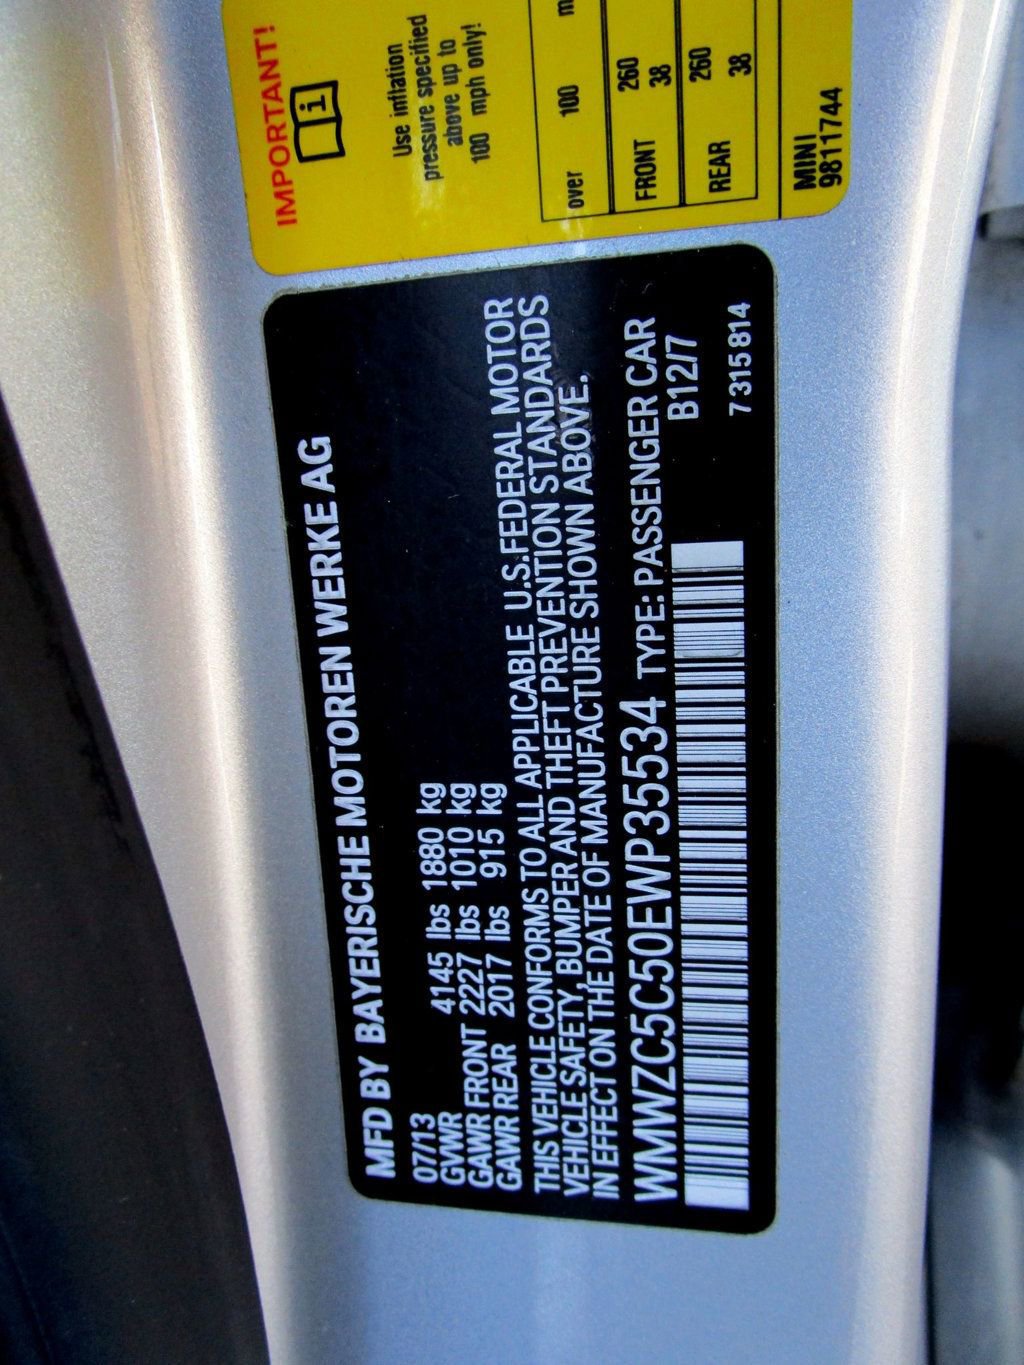 MFD BY BAYERISCHE MOTOREN WERKE AG
07/13
GVWR 4145 lbs 1880 kg
GAWR FRONT 2227 lbs 1010 kg
GAWR REAR 2017 lbs 915 kg
THIS VEHICLE CONFORMS TO ALL APPLICABLE U.S.FEDERAL MOTOR
VEHICLE SAFETY, BUMPER AND THEFT PREVENTION STANDARDS
IN EFFECT ON THE DATE OF MANUFACTURE SHOWN ABOVE.
WMWZC5C50EWP35534 TYPE: PASSENGER CAR
B12/7
7 315 814
IMPORTANT!
i
Use inflation
pressure specified
above up to
100 mph only!
over 100
FRONT 260
38
REAR 260
38
MINI
9811744